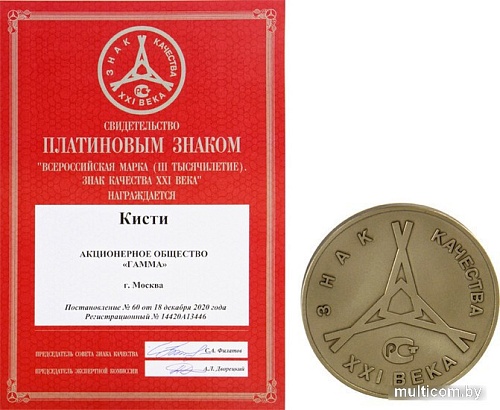 ЗНАК КАЧЕСТВА
XXI ВЕКА
РСТ
СВИДЕТЕЛЬСТВО
ПЛАТИНОВЫМ ЗНАКОМ
"ВСЕРОССИЙСКАЯ МАРКА (III ТЫСЯЧЕЛЕТИЕ).
ЗНАК КАЧЕСТВА XXI ВЕКА"
НАГРАЖДАЕТСЯ
Кисти
АКЦИОНЕРНОЕ ОБЩЕСТВО
«ГАММА»
г. Москва
Постановление № 60 от 18 декабря 2020 года
Регистрационный № 14420А13446
ПРЕДСЕДАТЕЛЬ СОВЕТА ЗНАКА КАЧЕСТВА С.А. Филатов
ПРЕДСЕДАТЕЛЬ ЭКСПЕРТНОЙ КОМИССИИ А.Л. Дворецкий
ЗНАК КАЧЕСТВА
XXI ВЕКА
РСТ
multicom.by